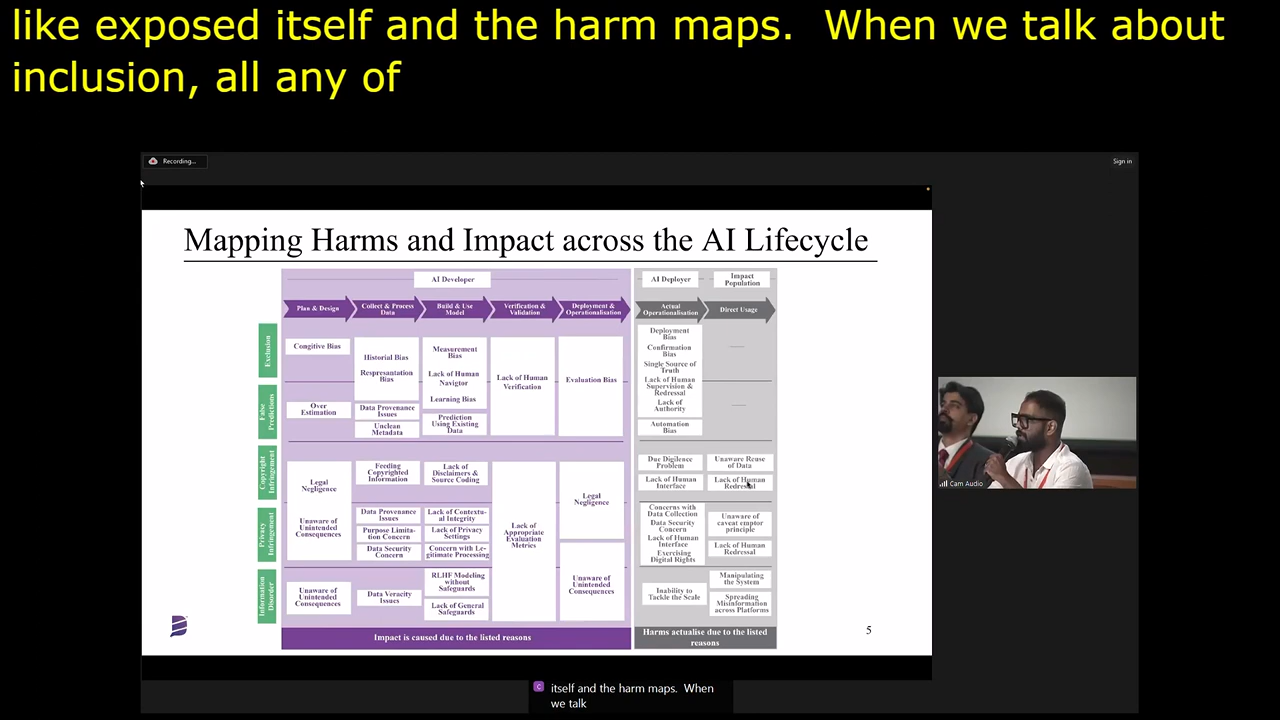 like exposed itself and the harm maps.  When we talk about
inclusion, all any of
Recording...
Sign in
Mapping Harms and Impact across the AI Lifecycle
AI Developer
AI Deployer
Impact
Population
Plan & Design
Collect & Process
Data
Build & Use
Model
Verification &
Validation
Deployment &
Operationalisation
Actual
Operationalisation
Direct Usage
Exclusion
Congitive Bias
Historial Bias
Respresntation
Bias
Measurement
Bias
Lack of Human
Navigtor
Learning Bias
Lack of Human
Verification
Evaluation Bias
Deployment
Bias
Confirmation
Bias
Single Source of
Truth
Lack of Human
Supervision &
Redressal
Lack of
Authority
False
Predictions
Over
Estimation
Data Provenance
Issues
Unclean
Metadata
Prediction
Using Existing
Data
Automation
Bias
Copyright
Infringement
Legal
Negligence
Feeding
Copyrighted
Information
Lack of
Disclaimers &
Source Coding
Lack of
Appropriate
Evaluation
Metrics
Legal
Negligence
Due Digilence
Problem
Lack of Human
Interface
Unaware Reuse
of Data
Lack of Human
Redressal
Privacy
Infringement
Unaware of
Unintended
Consequences
Data Provenance
Issues
Purpose Limita-
tion Concern
Data Security
Concern
Lack of Contextu-
al Integrity
Lack of Privacy
Settings
Concern with Le-
gitimate Processing
Concerns with
Data Collection
Data Security
Concern
Lack of Human
Interface
Exercising
Digital Rights
Unaware of
caveat emptor
principle
Lack of Human
Redressal
Information
Disorder
Unaware of
Unintended
Consequences
Data Veracity
Issues
RLHF Modeling
without
Safeguards
Lack of General
Safeguards
Unaware of
Unintended
Consequences
Inability to
Tackle the Scale
Manipulating
the System
Spreading
Misinformation
across Platforms
Impact is caused due to the listed reasons
Harms actualise due to the listed
reasons
5
Cam Audio
C
itself and the harm maps.  When
we talk